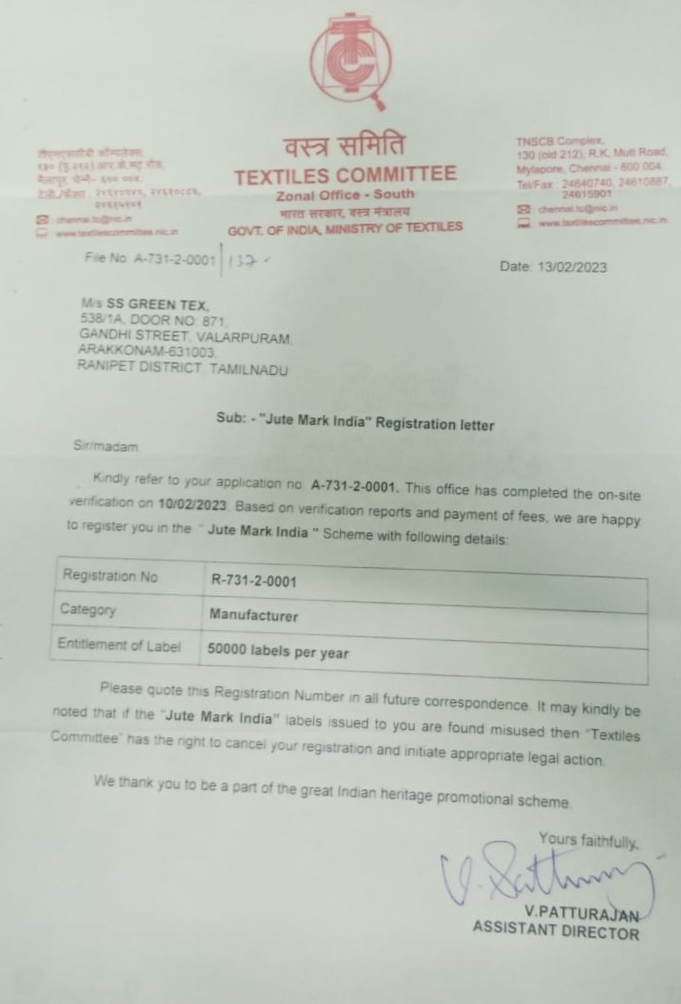 वस्त्र समिति
TEXTILES COMMITTEE
Zonal Office - South
भारत सरकार, वस्त्र मंत्रालय
GOVT. OF INDIA, MINISTRY OF TEXTILES
TNSCB Complex,
130 (old 212), R.K. Mutt Road,
Mylapore, Chennai - 600 004.
Tel/Fax : 24640740, 24610887,
24615901
chennai.tc@nic.in
www.textilescommittee.nic.in
chennai.tc@nic.in
www.textilescommittee.nic.in
File No: A-731-2-0001
Date: 13/02/2023
M/s SS GREEN TEX,
538/1A, DOOR NO: 871,
GANDHI STREET, VALARPURAM,
ARAKKONAM-631003,
RANIPET DISTRICT, TAMILNADU
Sub: - "Jute Mark India" Registration letter
Sir/madam
Kindly refer to your application no. A-731-2-0001. This office has completed the on-site
verification on 10/02/2023. Based on verification reports and payment of fees, we are happy
to register you in the " Jute Mark India " Scheme with following details:
Registration No R-731-2-0001
Category Manufacturer
Entitlement of Label 50000 labels per year
Please quote this Registration Number in all future correspondence. It may kindly be
noted that if the "Jute Mark India" labels issued to you are found misused then "Textiles
Committee" has the right to cancel your registration and initiate appropriate legal action.
We thank you to be a part of the great Indian heritage promotional scheme.
Yours faithfully,
V.PATTURAJAN
ASSISTANT DIRECTOR